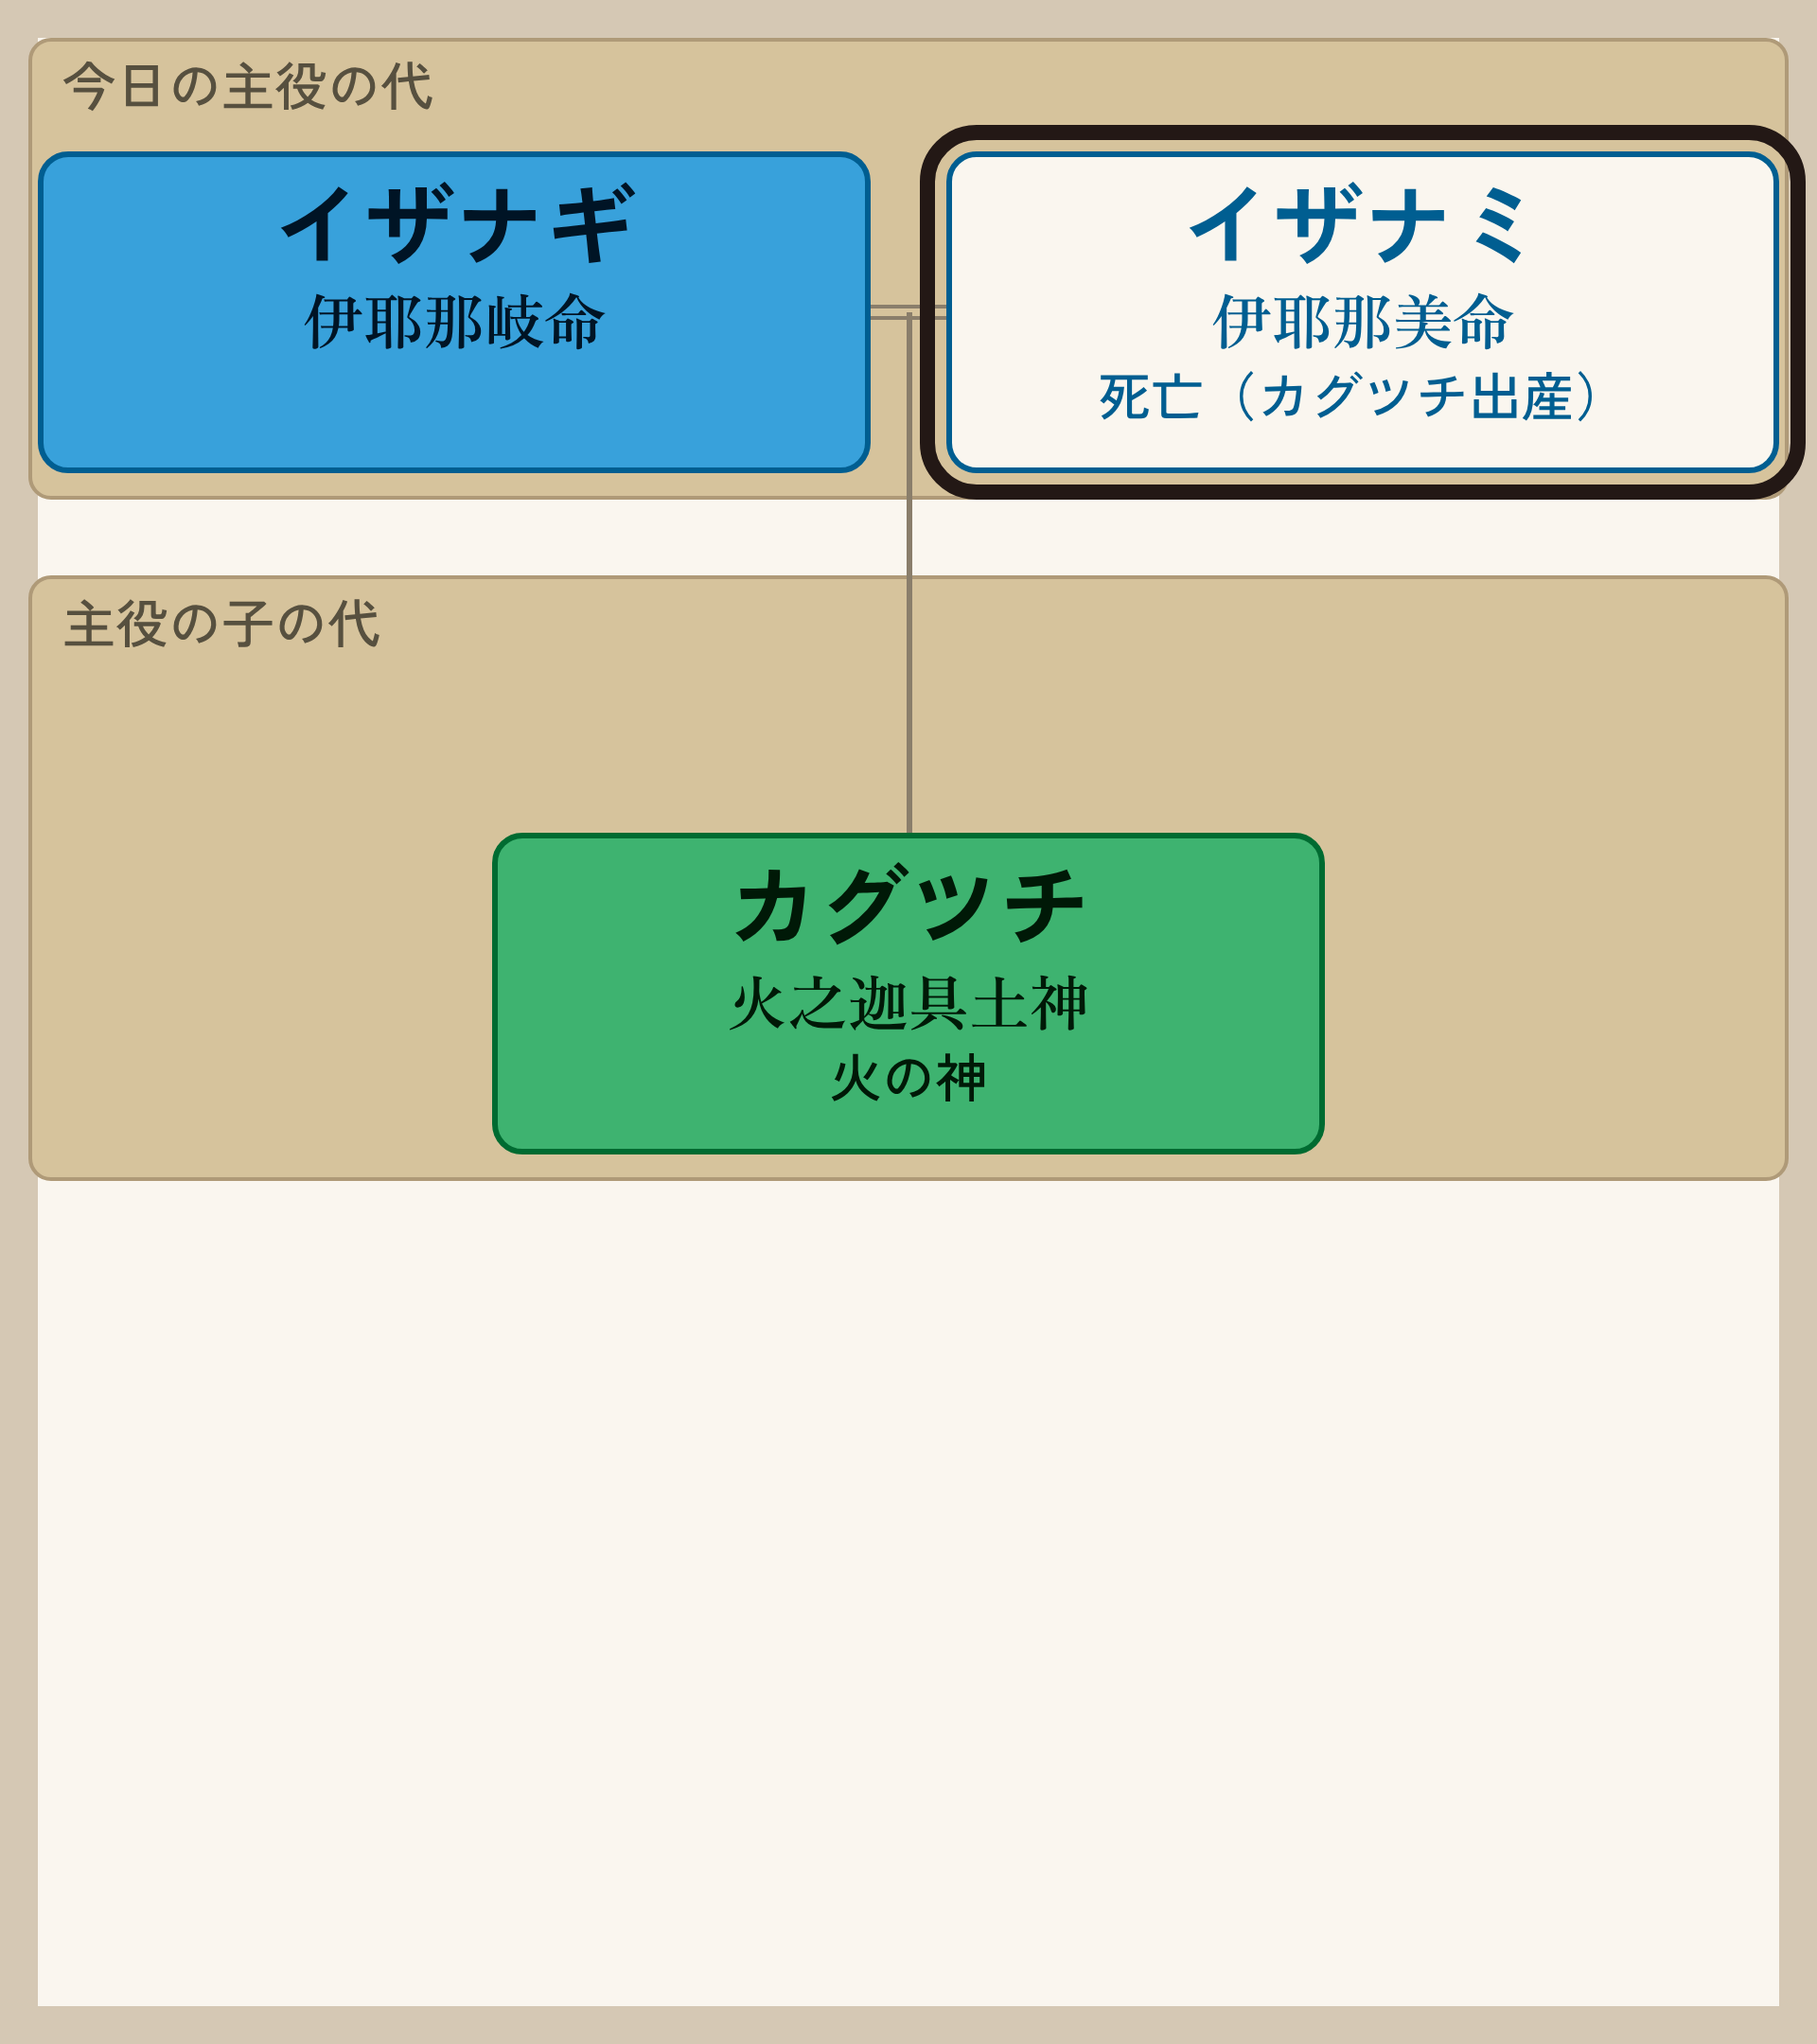 今日の主役の代
イザナギ
伊耶那岐命
イザナミ
伊耶那美命
死亡（カグツチ出産）
主役の子の代
カグツチ
火之迦具土神
火の神